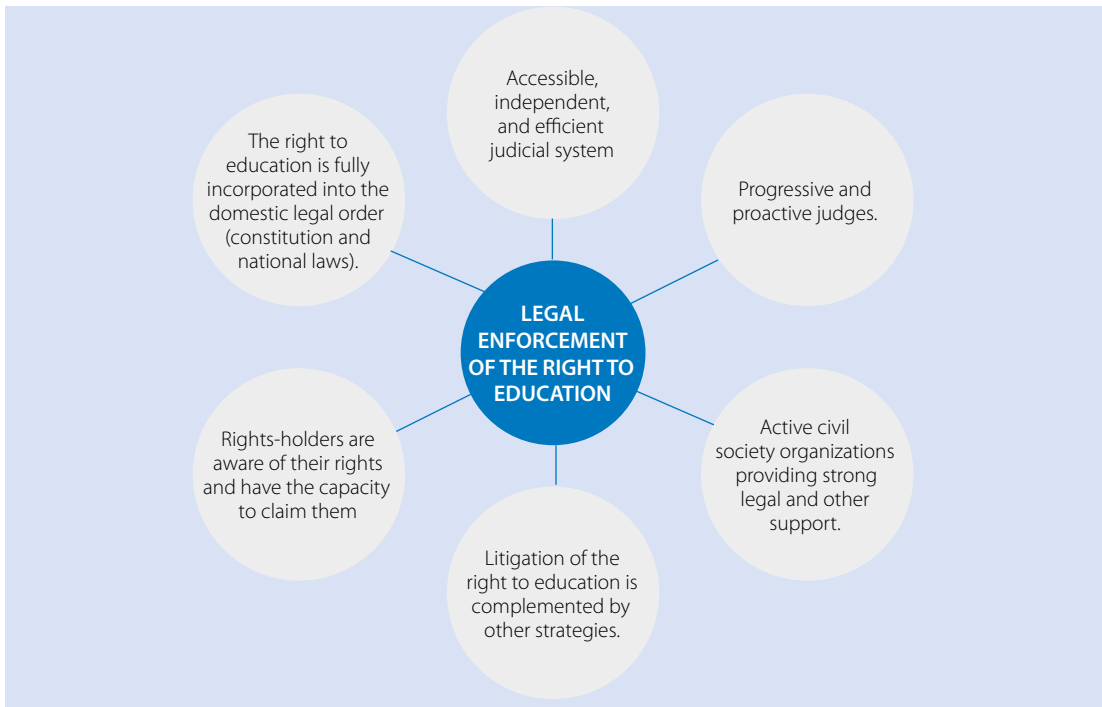 Accessible,
independent,
and efficient
judicial system
The right to
education is fully
incorporated into the
domestic legal order
(constitution and
national laws).
Progressive and
proactive judges.
LEGAL
ENFORCEMENT
OF THE RIGHT TO
EDUCATION
Rights-holders are
aware of their rights
and have the capacity
to claim them
Active civil
society organizations
providing strong
legal and other
support.
Litigation of the
right to education is
complemented by
other strategies.